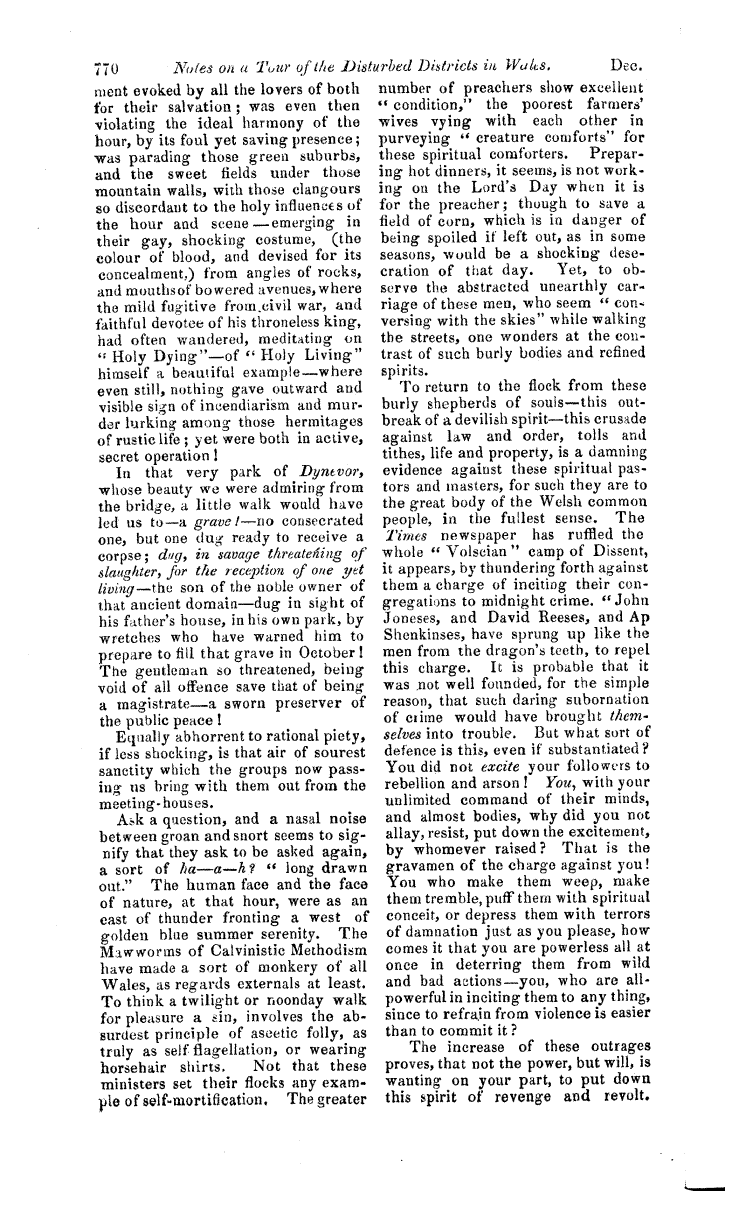 770 Notes on a Tour of the Disturbed Districts in Wales. Dec.
ment evoked by all the lovers of both
for their salvation; was even then
violating the ideal harmony of the
hour, by its foul yet saving presence;
was parading those green suburbs,
and the sweet fields under those
mountain walls, with those clangours
so discordant to the holy influences of
the hour and scene—emerging in
their gay, shocking costume, (the
colour of blood, and devised for its
concealment,) from angles of rocks,
and mouths of bowered avenues, where
the mild fugitive from civil war, and
faithful devotee of his throneless king,
had often wandered, meditating on
“Holy Dying”—of “Holy Living”
himself a beautiful example—where
even still, nothing gave outward and
visible sign of incendiarism and mur-
der lurking among those hermitages
of rustic life; yet were both in active,
secret operation!
In that very park of Dynevor,
whose beauty we were admiring from
the bridge, a little walk would have
led us to—a grave!—no consecrated
one, but one dug ready to receive a
corpse; dug, in savage threatening of
slaughter, for the reception of one yet
living—the son of the noble owner of
that ancient domain—dug in sight of
his father's house, in his own park, by
wretches who have warned him to
prepare to fill that grave in October!
The gentleman so threatened, being
void of all offence save that of being
a magistrate—a sworn preserver of
the public peace!
Equally abhorrent to rational piety,
if less shocking, is that air of sourest
sanctity which the groups now pass-
ing us bring with them out from the
meeting-houses.
Ask a question, and a nasal noise
between groan and snort seems to sig-
nify that they ask to be asked again,
a sort of ha—a—h? “long drawn
out.” The human face and the face
of nature, at that hour, were as an
east of thunder fronting a west of
golden blue summer serenity. The
Mawworms of Calvinistic Methodism
have made a sort of monkery of all
Wales, as regards externals at least.
To think a twilight or noonday walk
for pleasure a sin, involves the ab-
surdest principle of ascetic folly, as
truly as self flagellation, or wearing
horsehair shirts. Not that these
ministers set their flocks any exam-
ple of self-mortification. The greater
number of preachers show excellent
“condition,” the poorest farmers'
wives vying with each other in
purveying “creature comforts” for
these spiritual comforters. Prepar-
ing hot dinners, it seems, is not work-
ing on the Lord's Day when it is
for the preacher; though to save a
field of corn, which is in danger of
being spoiled if left out, as in some
seasons, would be a shocking dese-
cration of that day. Yet, to ob-
serve the abstracted unearthly car-
riage of these men, who seem “con-
versing with the skies” while walking
the streets, one wonders at the con-
trast of such burly bodies and refined
spirits.
To return to the flock from these
burly shepherds of souls—this out-
break of a devilish spirit—this crusade
against law and order, tolls and
tithes, life and property, is a damning
evidence against these spiritual pas-
tors and masters, for such they are to
the great body of the Welsh common
people, in the fullest sense. The
Times newspaper has ruffled the
whole “Volscian” camp of Dissent,
it appears, by thundering forth against
them a charge of inciting their con-
gregations to midnight crime. “John
Joneses, and David Reeses, and Ap
Shenkinses, have sprung up like the
men from the dragon's teeth, to repel
this charge. It is probable that it
was not well founded, for the simple
reason, that such daring subornation
of crime would have brought them-
selves into trouble. But what sort of
defence is this, even if substantiated?
You did not excite your followers to
rebellion and arson! You, with your
unlimited command of their minds,
and almost bodies, why did you not
allay, resist, put down the excitement,
by whomever raised? That is the
gravamen of the charge against you!
You who make them weep, make
them tremble, puff them with spiritual
conceit, or depress them with terrors
of damnation just as you please, how
comes it that you are powerless all at
once in deterring them from wild
and bad actions—you, who are all-
powerful in inciting them to any thing,
since to refrain from violence is easier
than to commit it?
The increase of these outrages
proves, that not the power, but will, is
wanting on your part, to put down
this spirit of revenge and revolt.